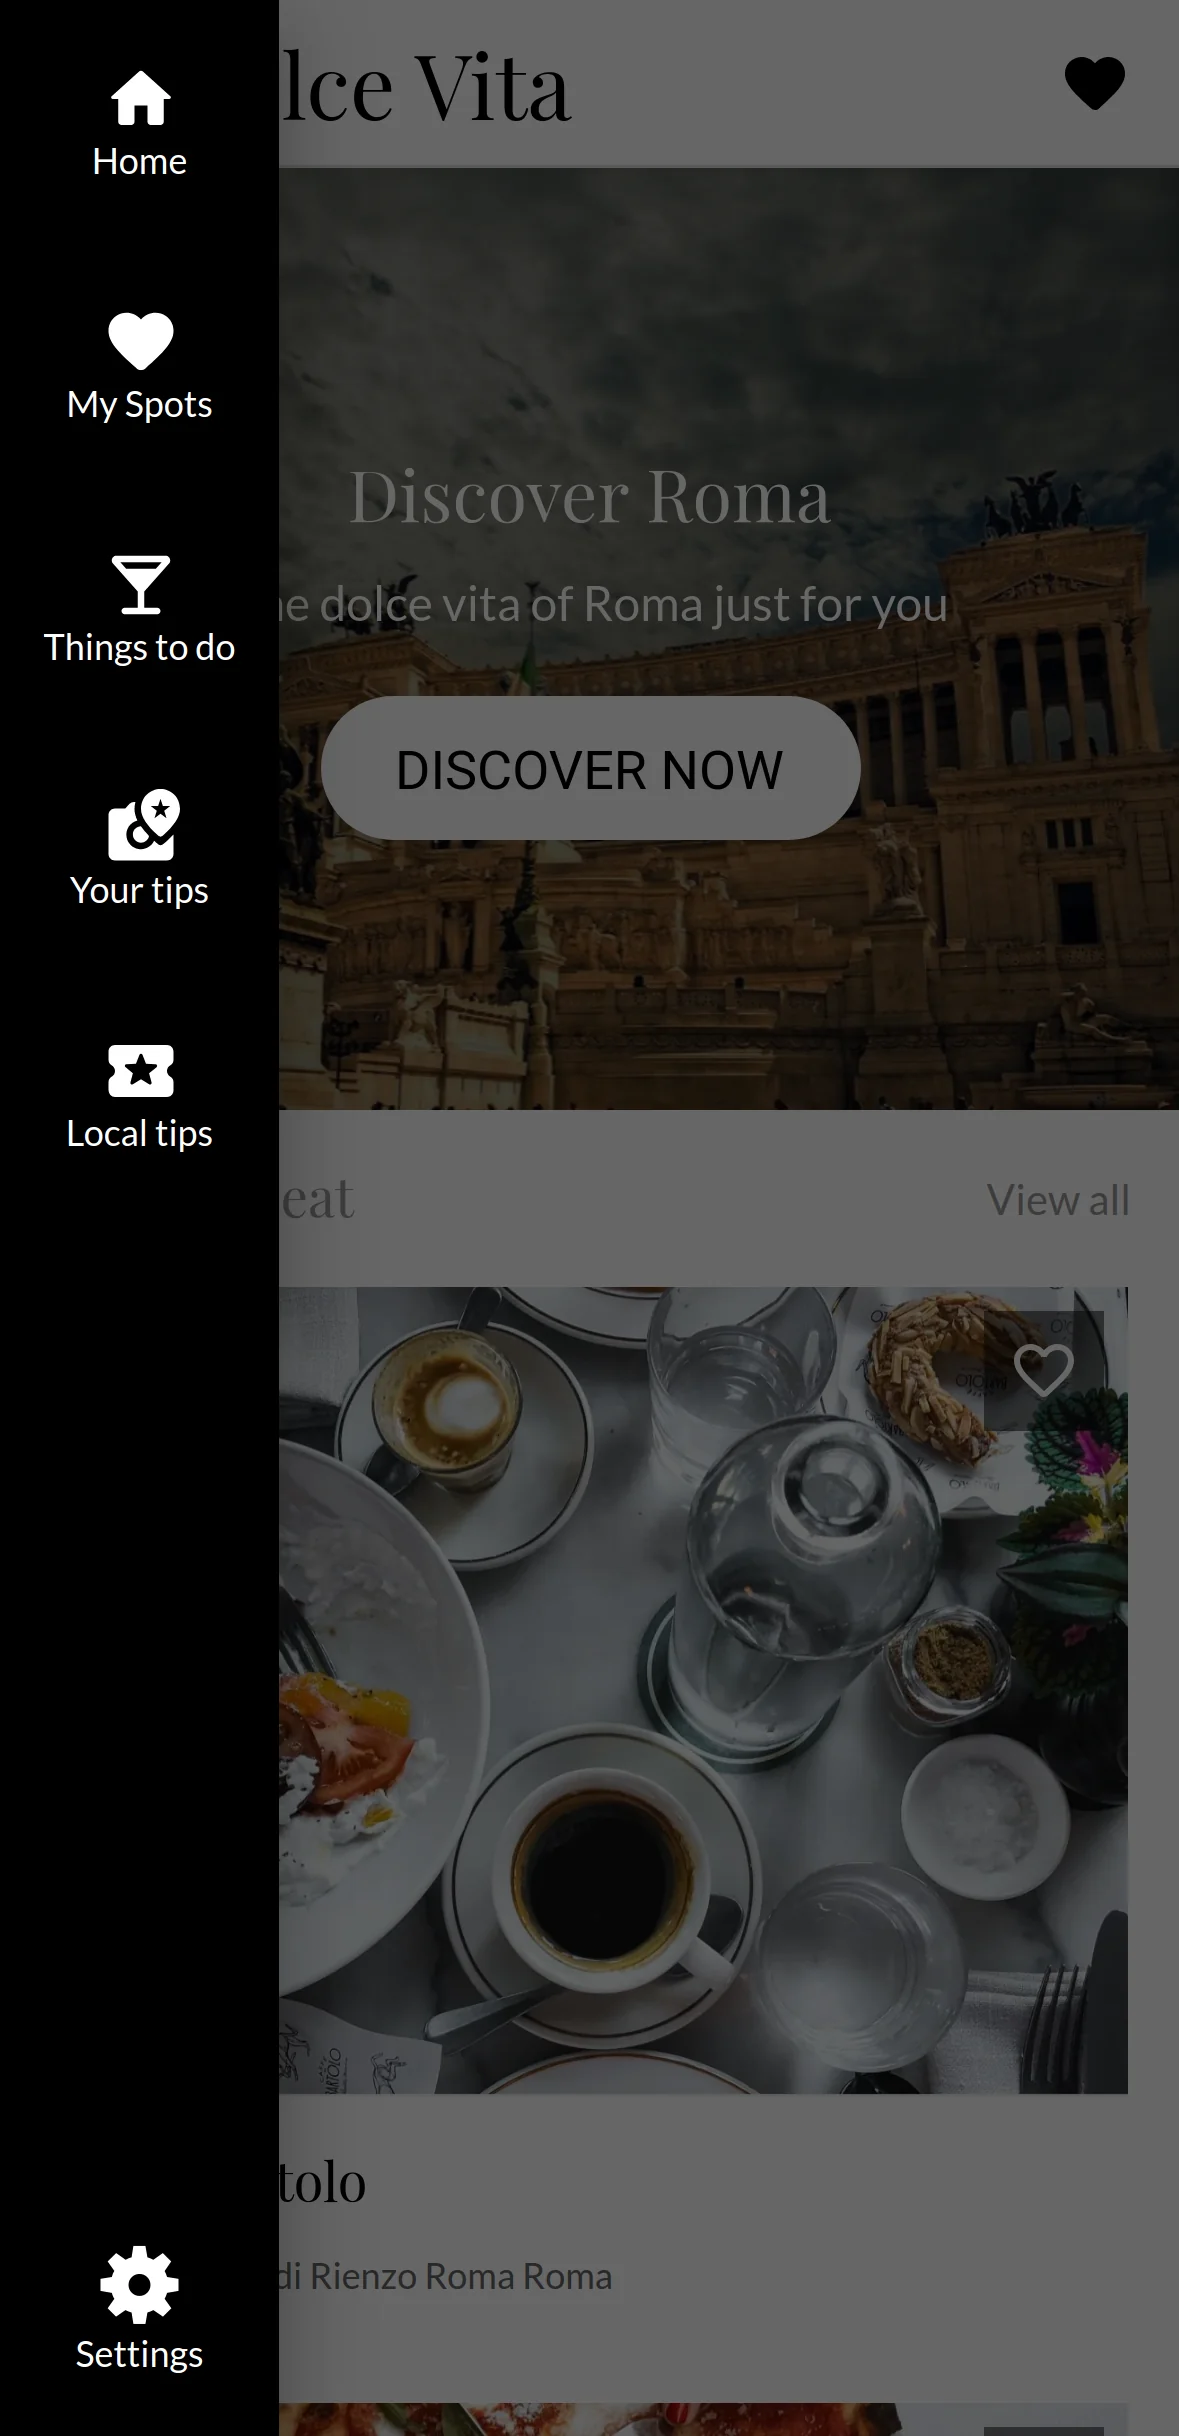 Home
My Spots
Things to do
Your tips
Local tips
Settings
lce Vita
Discover Roma
e dolce vita of Roma just for you
DISCOVER NOW
eat
View all
tolo
di Rienzo Roma Roma